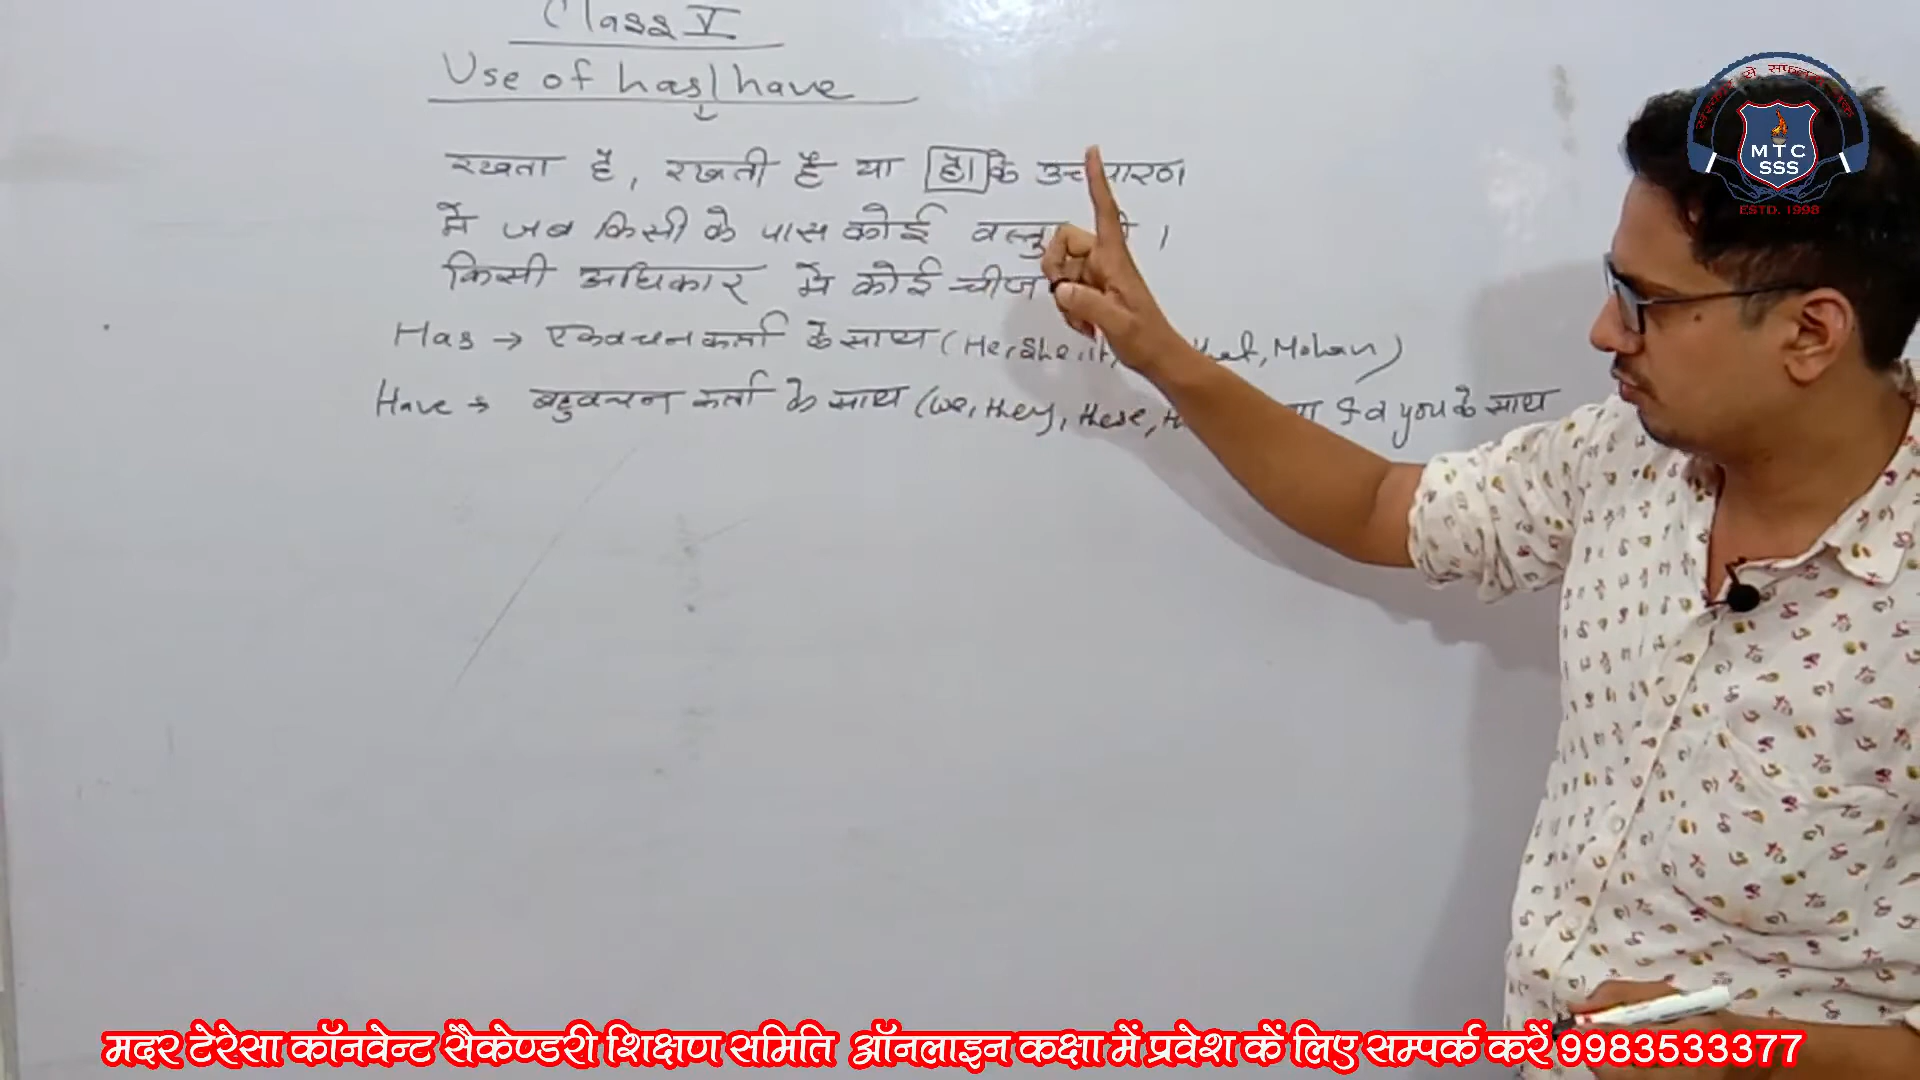 Class V
Use of has/have
रखता है, रखती है या है। के उच्चारण
में जब किसी के पास कोई वस्तु
किसी अधिकार में कोई चीज
Has → एकवचन कर्ता के साथ (He, She, it, that, Mohan)
Have → बहुवचन कर्ता के साथ (we, they, these, I a you के साथ
MTC
SSS
ESTD. 1998
मदर टेरेसा कॉनवेन्ट सैकेण्डरी शिक्षण समिति ऑनलाइन कक्षा में प्रवेश कें लिए सम्पर्क करें 9983533377